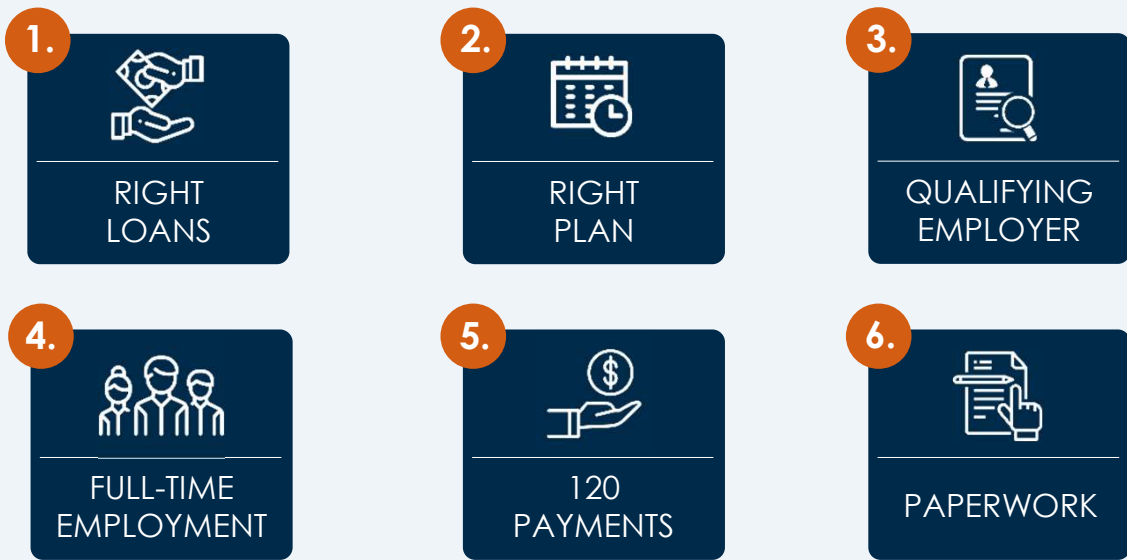 1.
RIGHT
LOANS
2.
RIGHT
PLAN
3.
QUALIFYING
EMPLOYER
4.
FULL-TIME
EMPLOYMENT
5.
$
120
PAYMENTS
6.
PAPERWORK